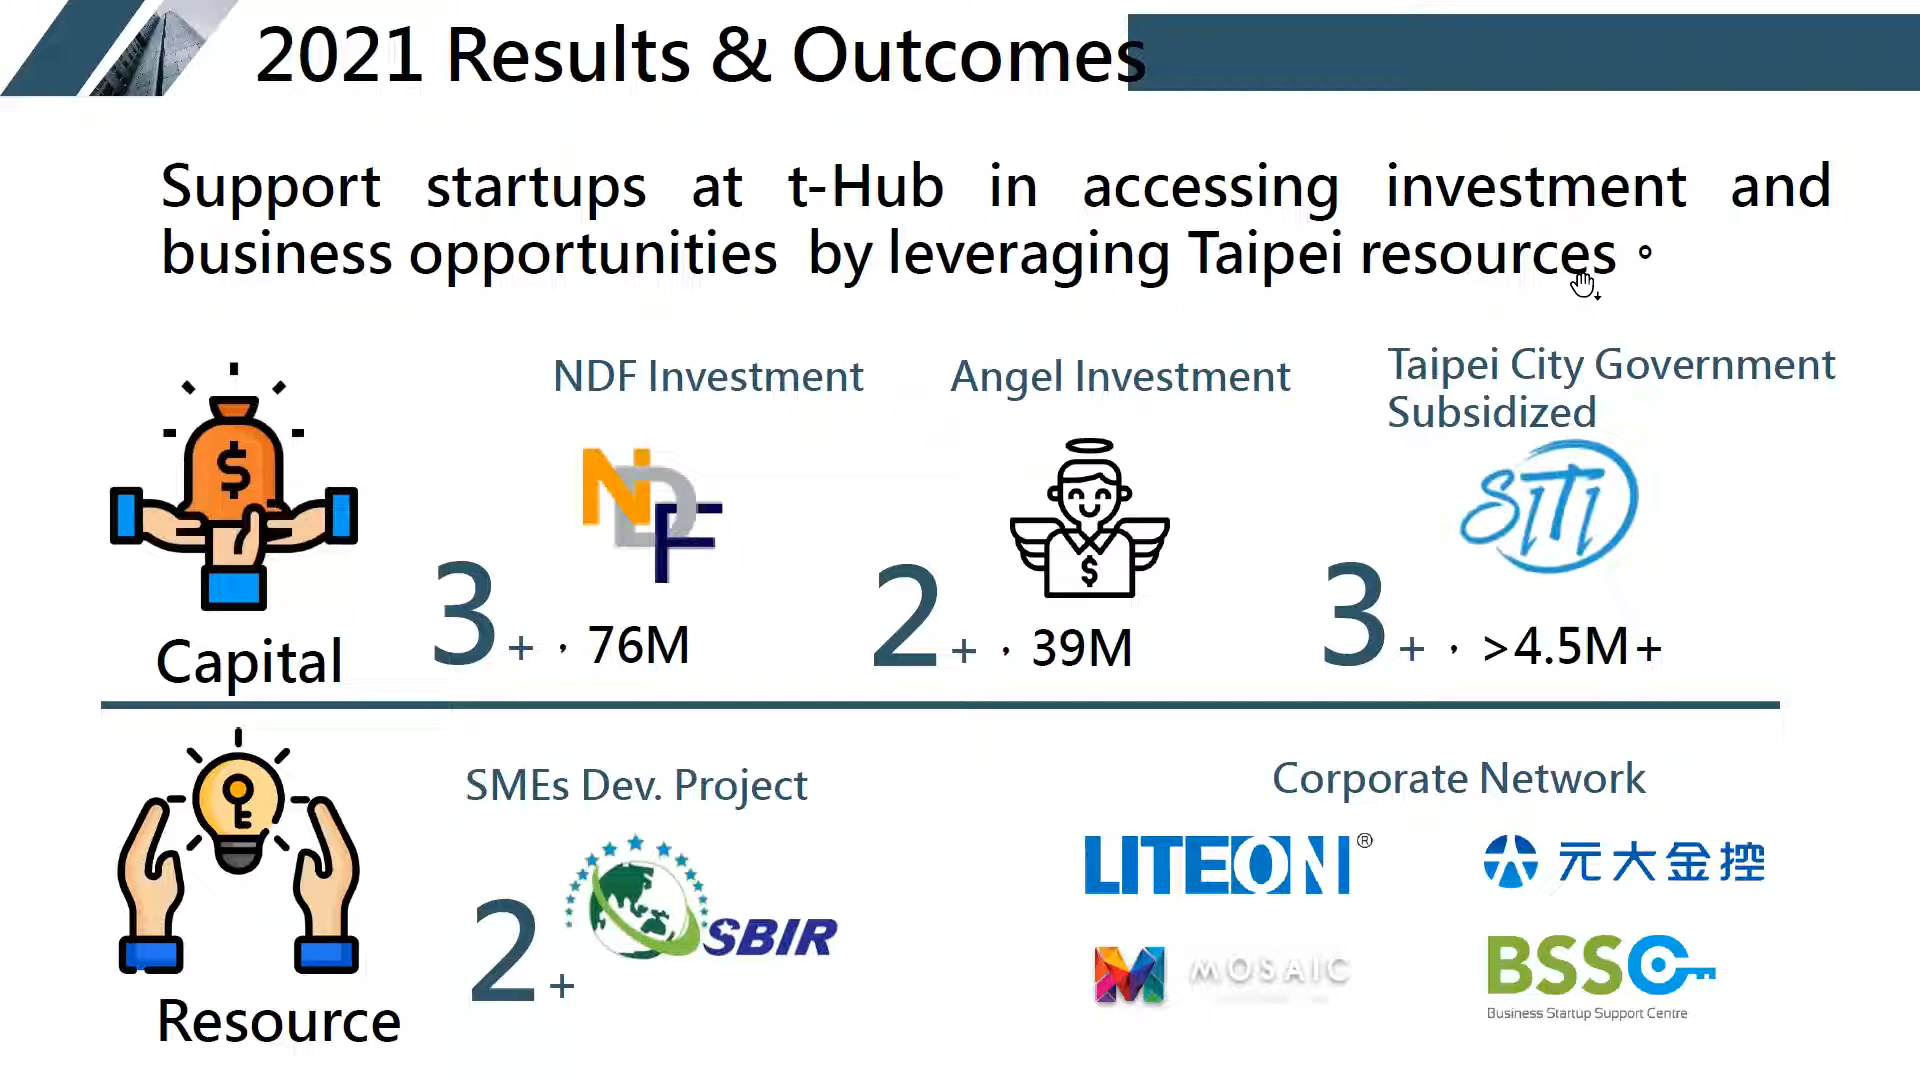 2021 Results & Outcomes
Support startups at t-Hub in accessing investment and
business opportunities by leveraging Taipei resources。
NDF Investment
Angel Investment
Taipei City Government
Subsidized
$
NDF
$
SiTi
3+，76M
2+，39M
3+，>4.5M+
Capital
SMEs Dev. Project
Corporate Network
LITEON®
元大金控
SBIR
2+
MOSAIC
BSSC
Business Startup Support Centre
Resource